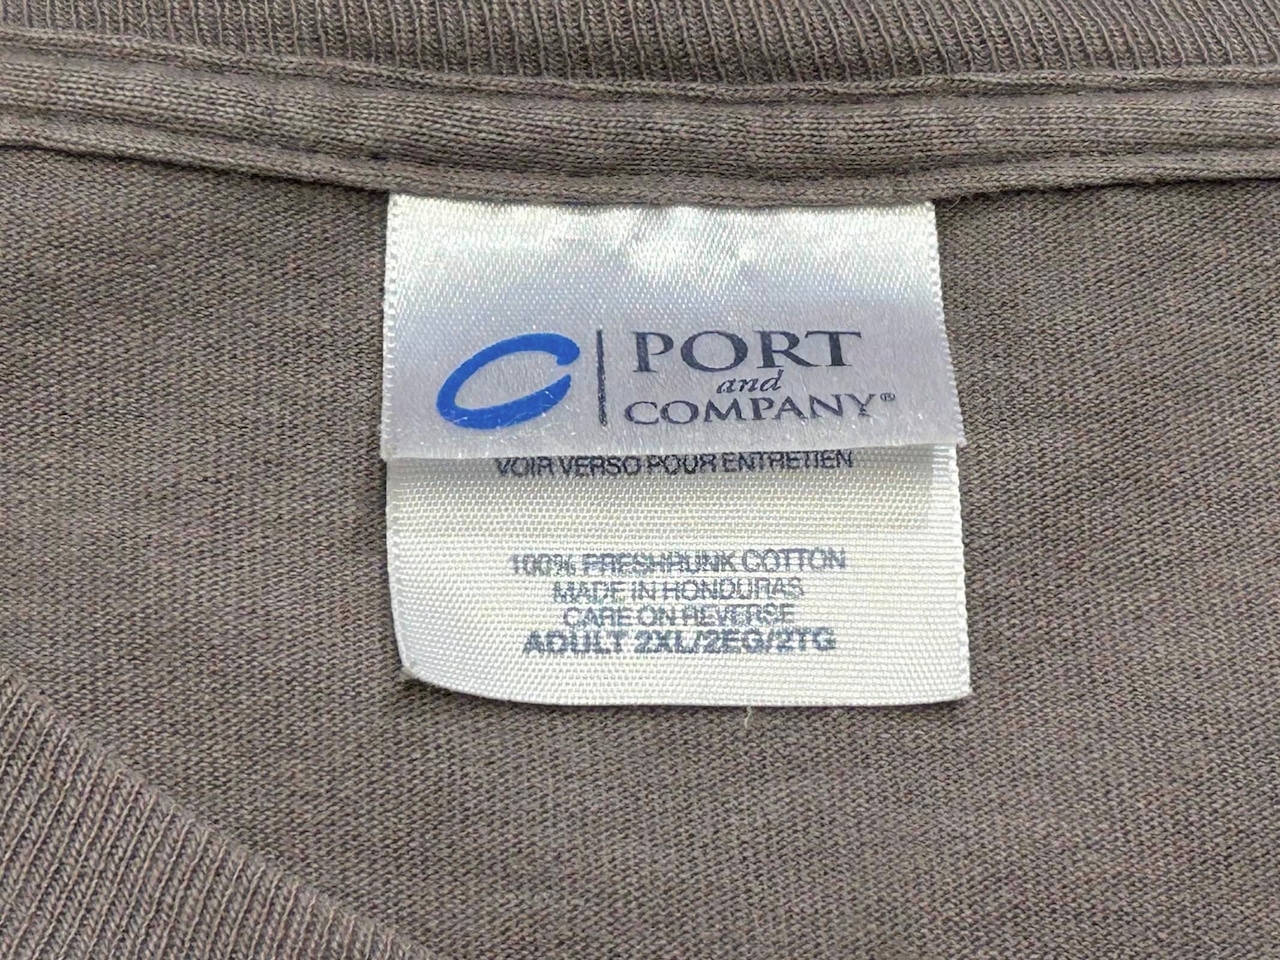 PORT
and
COMPANY®
VOIR VERSO POUR ENTRETIEN
100% PRESHRUNK COTTON
MADE IN HONDURAS
CARE ON REVERSE
ADULT 2XL/2EG/2TG